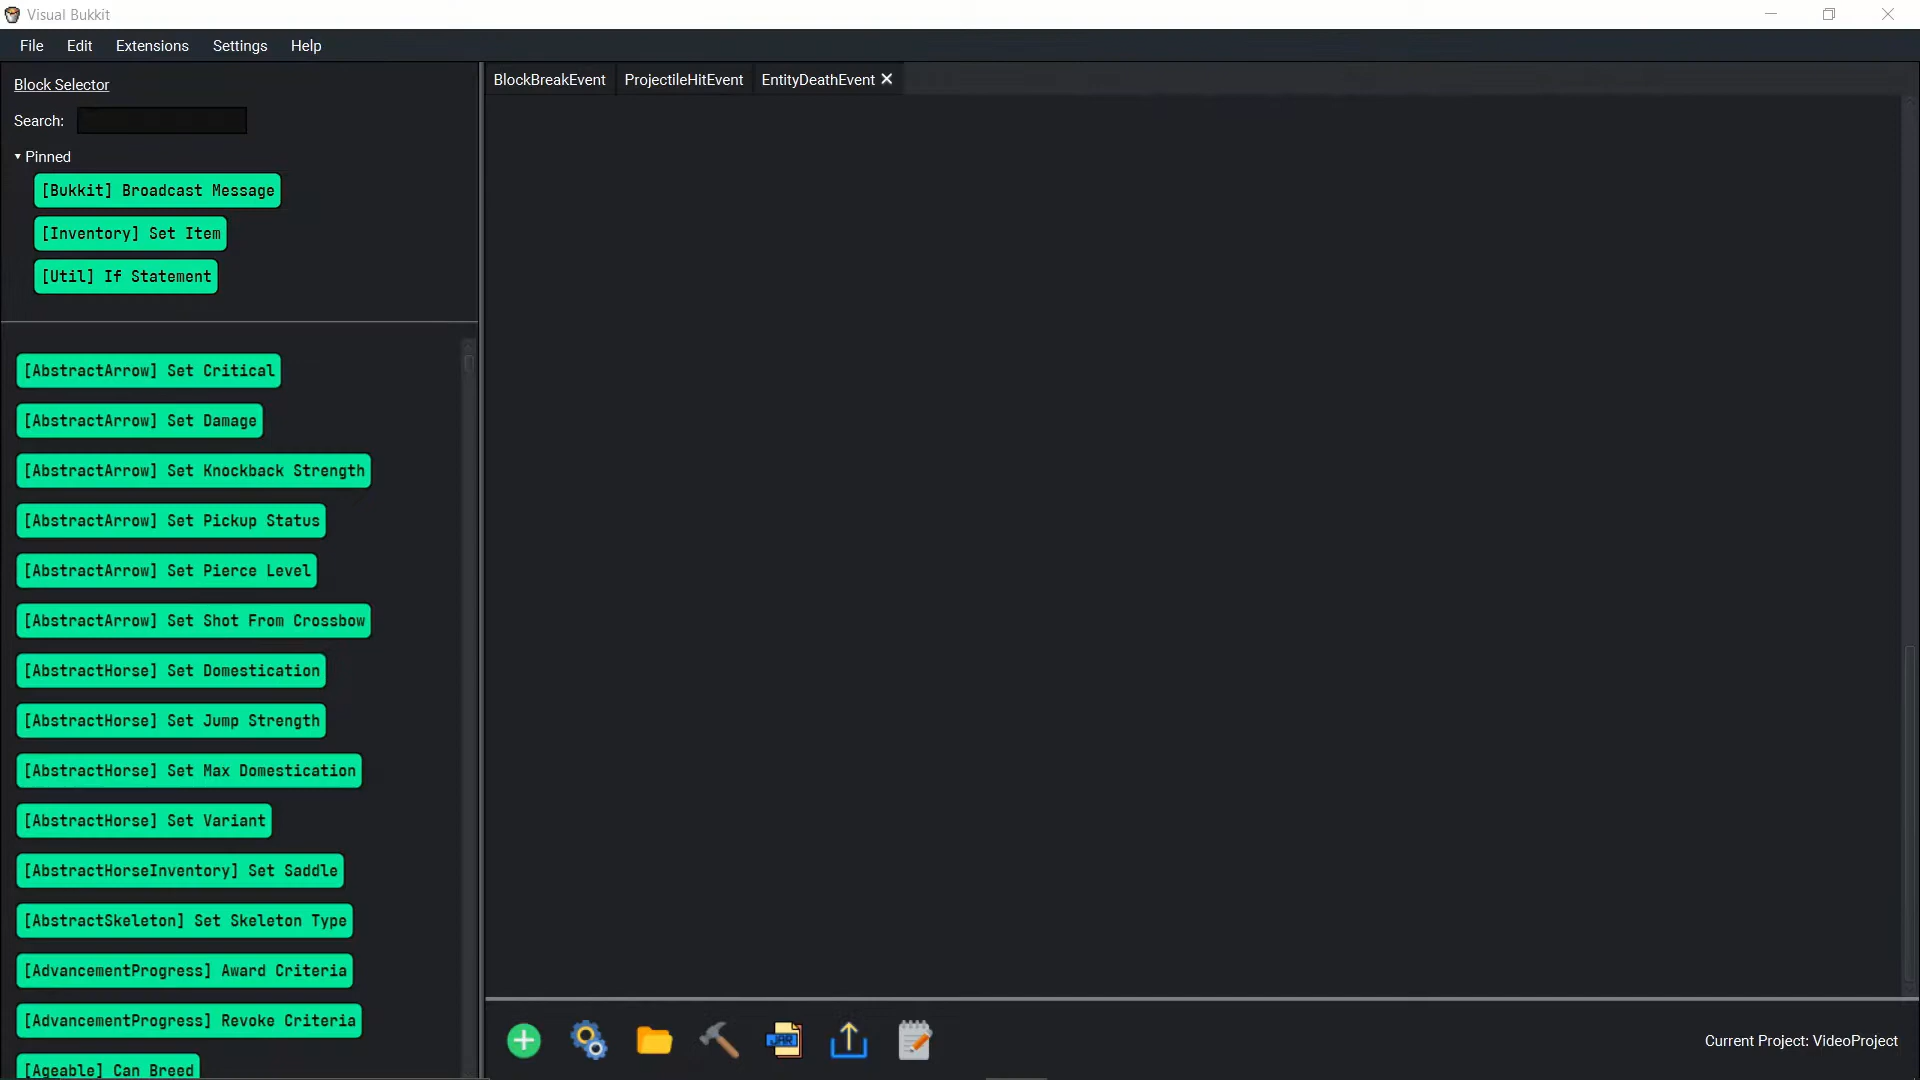 Visual Bukkit
File Edit Extensions Settings Help
Block Selector
Search:
Pinned
[Bukkit] Broadcast Message
[Inventory] Set Item
[Util] If Statement
[AbstractArrow] Set Critical
[AbstractArrow] Set Damage
[AbstractArrow] Set Knockback Strength
[AbstractArrow] Set Pickup Status
[AbstractArrow] Set Pierce Level
[AbstractArrow] Set Shot From Crossbow
[AbstractHorse] Set Domestication
[AbstractHorse] Set Jump Strength
[AbstractHorse] Set Max Domestication
[AbstractHorse] Set Variant
[AbstractHorseInventory] Set Saddle
[AbstractSkeleton] Set Skeleton Type
[AdvancementProgress] Award Criteria
[AdvancementProgress] Revoke Criteria
[Ageable] Can Breed
BlockBreakEvent ProjectileHitEvent EntityDeathEvent
JAR
Current Project: VideoProject